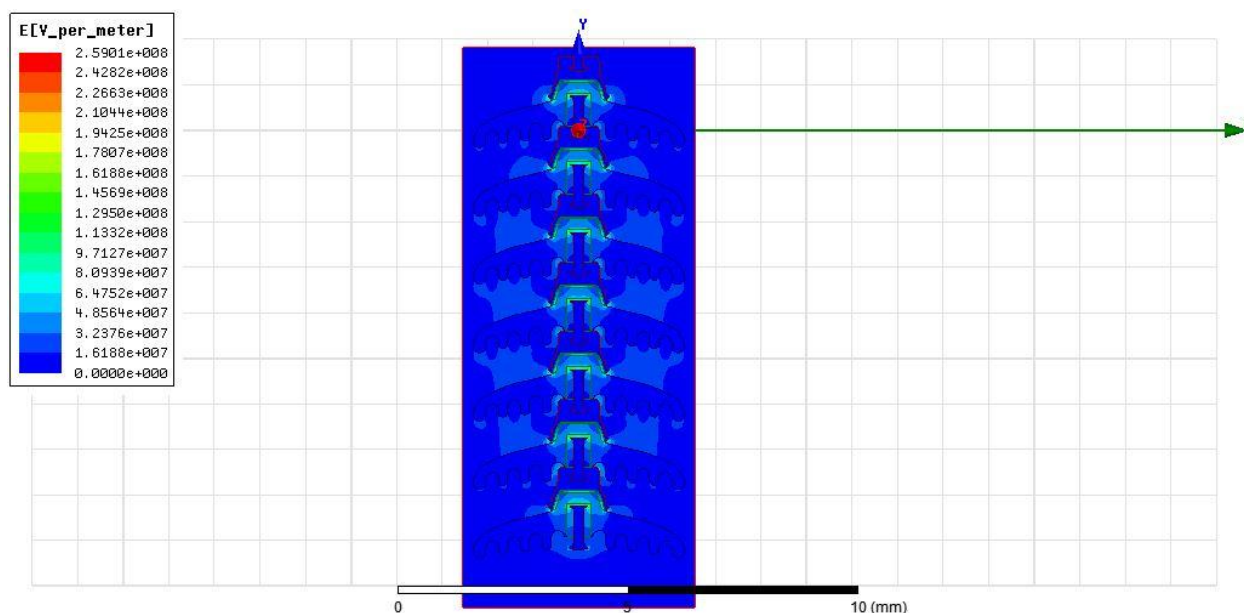 E[V_per_meter]
2.5901e+008
2.4282e+008
2.2663e+008
2.1044e+008
1.9425e+008
1.7807e+008
1.6188e+008
1.4569e+008
1.2950e+008
1.1332e+008
9.7127e+007
8.0939e+007
6.4752e+007
4.8564e+007
3.2376e+007
1.6188e+007
0.0000e+000
Y
0 5 10 (mm)